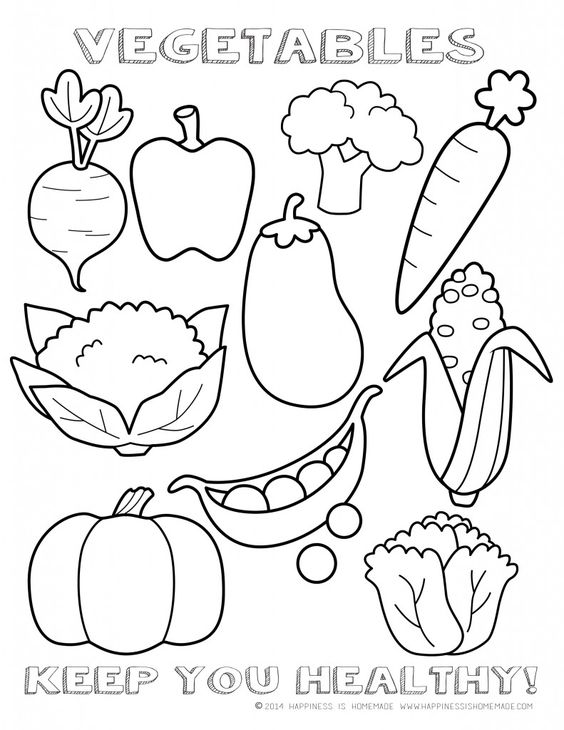 VEGETABLES
KEEP YOU HEALTHY!
©2014 HAPPINESS IS HOMEMADE WWW.HAPPINESSISHOMEMADE.COM